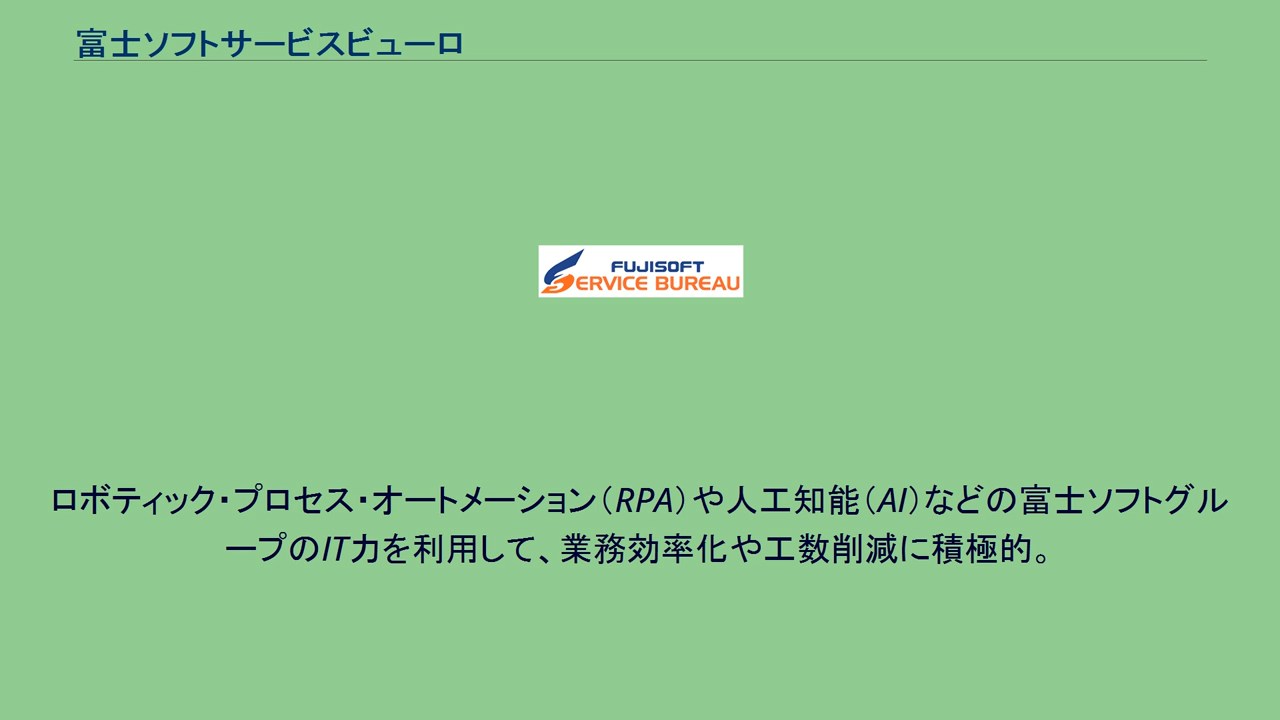 富士ソフトサービスビューロ
FUJISOFT
SERVICE BUREAU
ロボティック・プロセス・オートメーション（RPA）や人工知能（AI）などの富士ソフトグル
ープのIT力を利用して、業務効率化や工数削減に積極的。